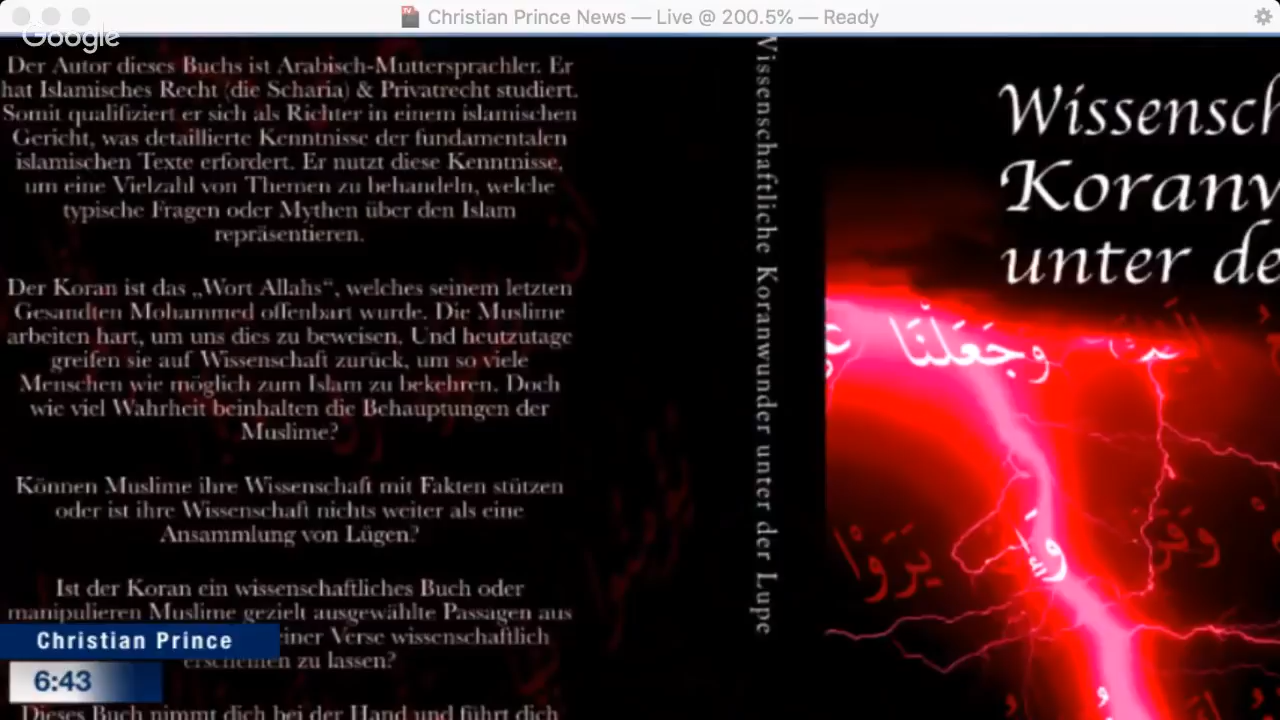 Christian Prince News — Live @ 200.5% — Ready
Google
Der Autor dieses Buchs ist Arabisch-Muttersprachler. Er
hat Islamisches Recht (die Scharia) & Privatrecht studiert.
Somit qualifiziert er sich als Richter in einem islamischen
Gericht, was detaillierte Kenntnisse der fundamentalen
islamischen Texte erfordert. Er nutzt diese Kenntnisse,
um eine Vielzahl von Themen zu behandeln, welche
typische Fragen oder Mythen über den Islam
repräsentieren.
Der Koran ist das „Wort Allahs“, welches seinem letzten
Gesandten Mohammed offenbart wurde. Die Muslime
arbeiten hart, um uns dies zu beweisen. Und heutzutage
greifen sie auf Wissenschaft zurück, um so viele
Menschen wie möglich zum Islam zu bekehren. Doch
wie viel Wahrheit beinhalten die Behauptungen der
Muslime?
Können Muslime ihre Wissenschaft mit Fakten stützen
oder ist ihre Wissenschaft nichts weiter als eine
Ansammlung von Lügen?
Ist der Koran ein wissenschaftliches Buch oder
manipulieren Muslime gezielt ausgewählte Passagen aus
einer Verse wissenschaftlich
erscheinen zu lassen?
Dieses Buch nimmt dich bei der Hand und führt dich
Christian Prince
6:43
Wissenschaftliche Koranwunder unter der Lupe
Wissensch
Koranw
unter de
وجعلنا
يروا